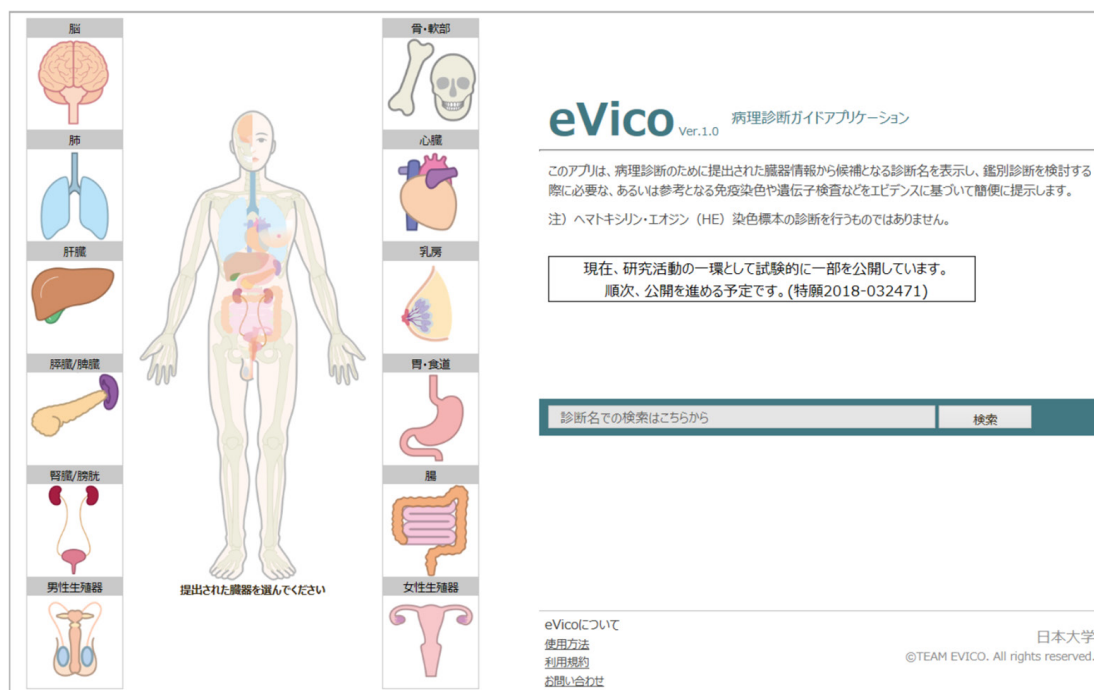 脳
肺
肝臓
膵臓/脾臓
腎臓/膀胱
男性生殖器
提出された臓器を選んでください
骨・軟部
心臓
乳房
胃・食道
腸
女性生殖器
eVico Ver.1.0 病理診断ガイドアプリケーション
このアプリは、病理診断のために提出された臓器情報から候補となる診断名を表示し、鑑別診断を検討する
際に必要な、あるいは参考となる免疫染色や遺伝子検査などをエビデンスに基づいて簡便に提示します。
注）ヘマトキシリン・エオジン（HE）染色標本の診断を行うものではありません。
現在、研究活動の一環として試験的に一部を公開しています。
順次、公開を進める予定です。(特願2018-032471)
診断名での検索はこちらから 検索
eVicoについて
使用方法
利用規約
お問い合わせ
日本大学
©TEAM EVICO. All rights reserved.